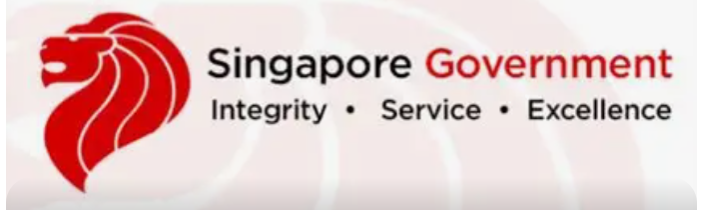 Singapore Government
Integrity • Service • Excellence